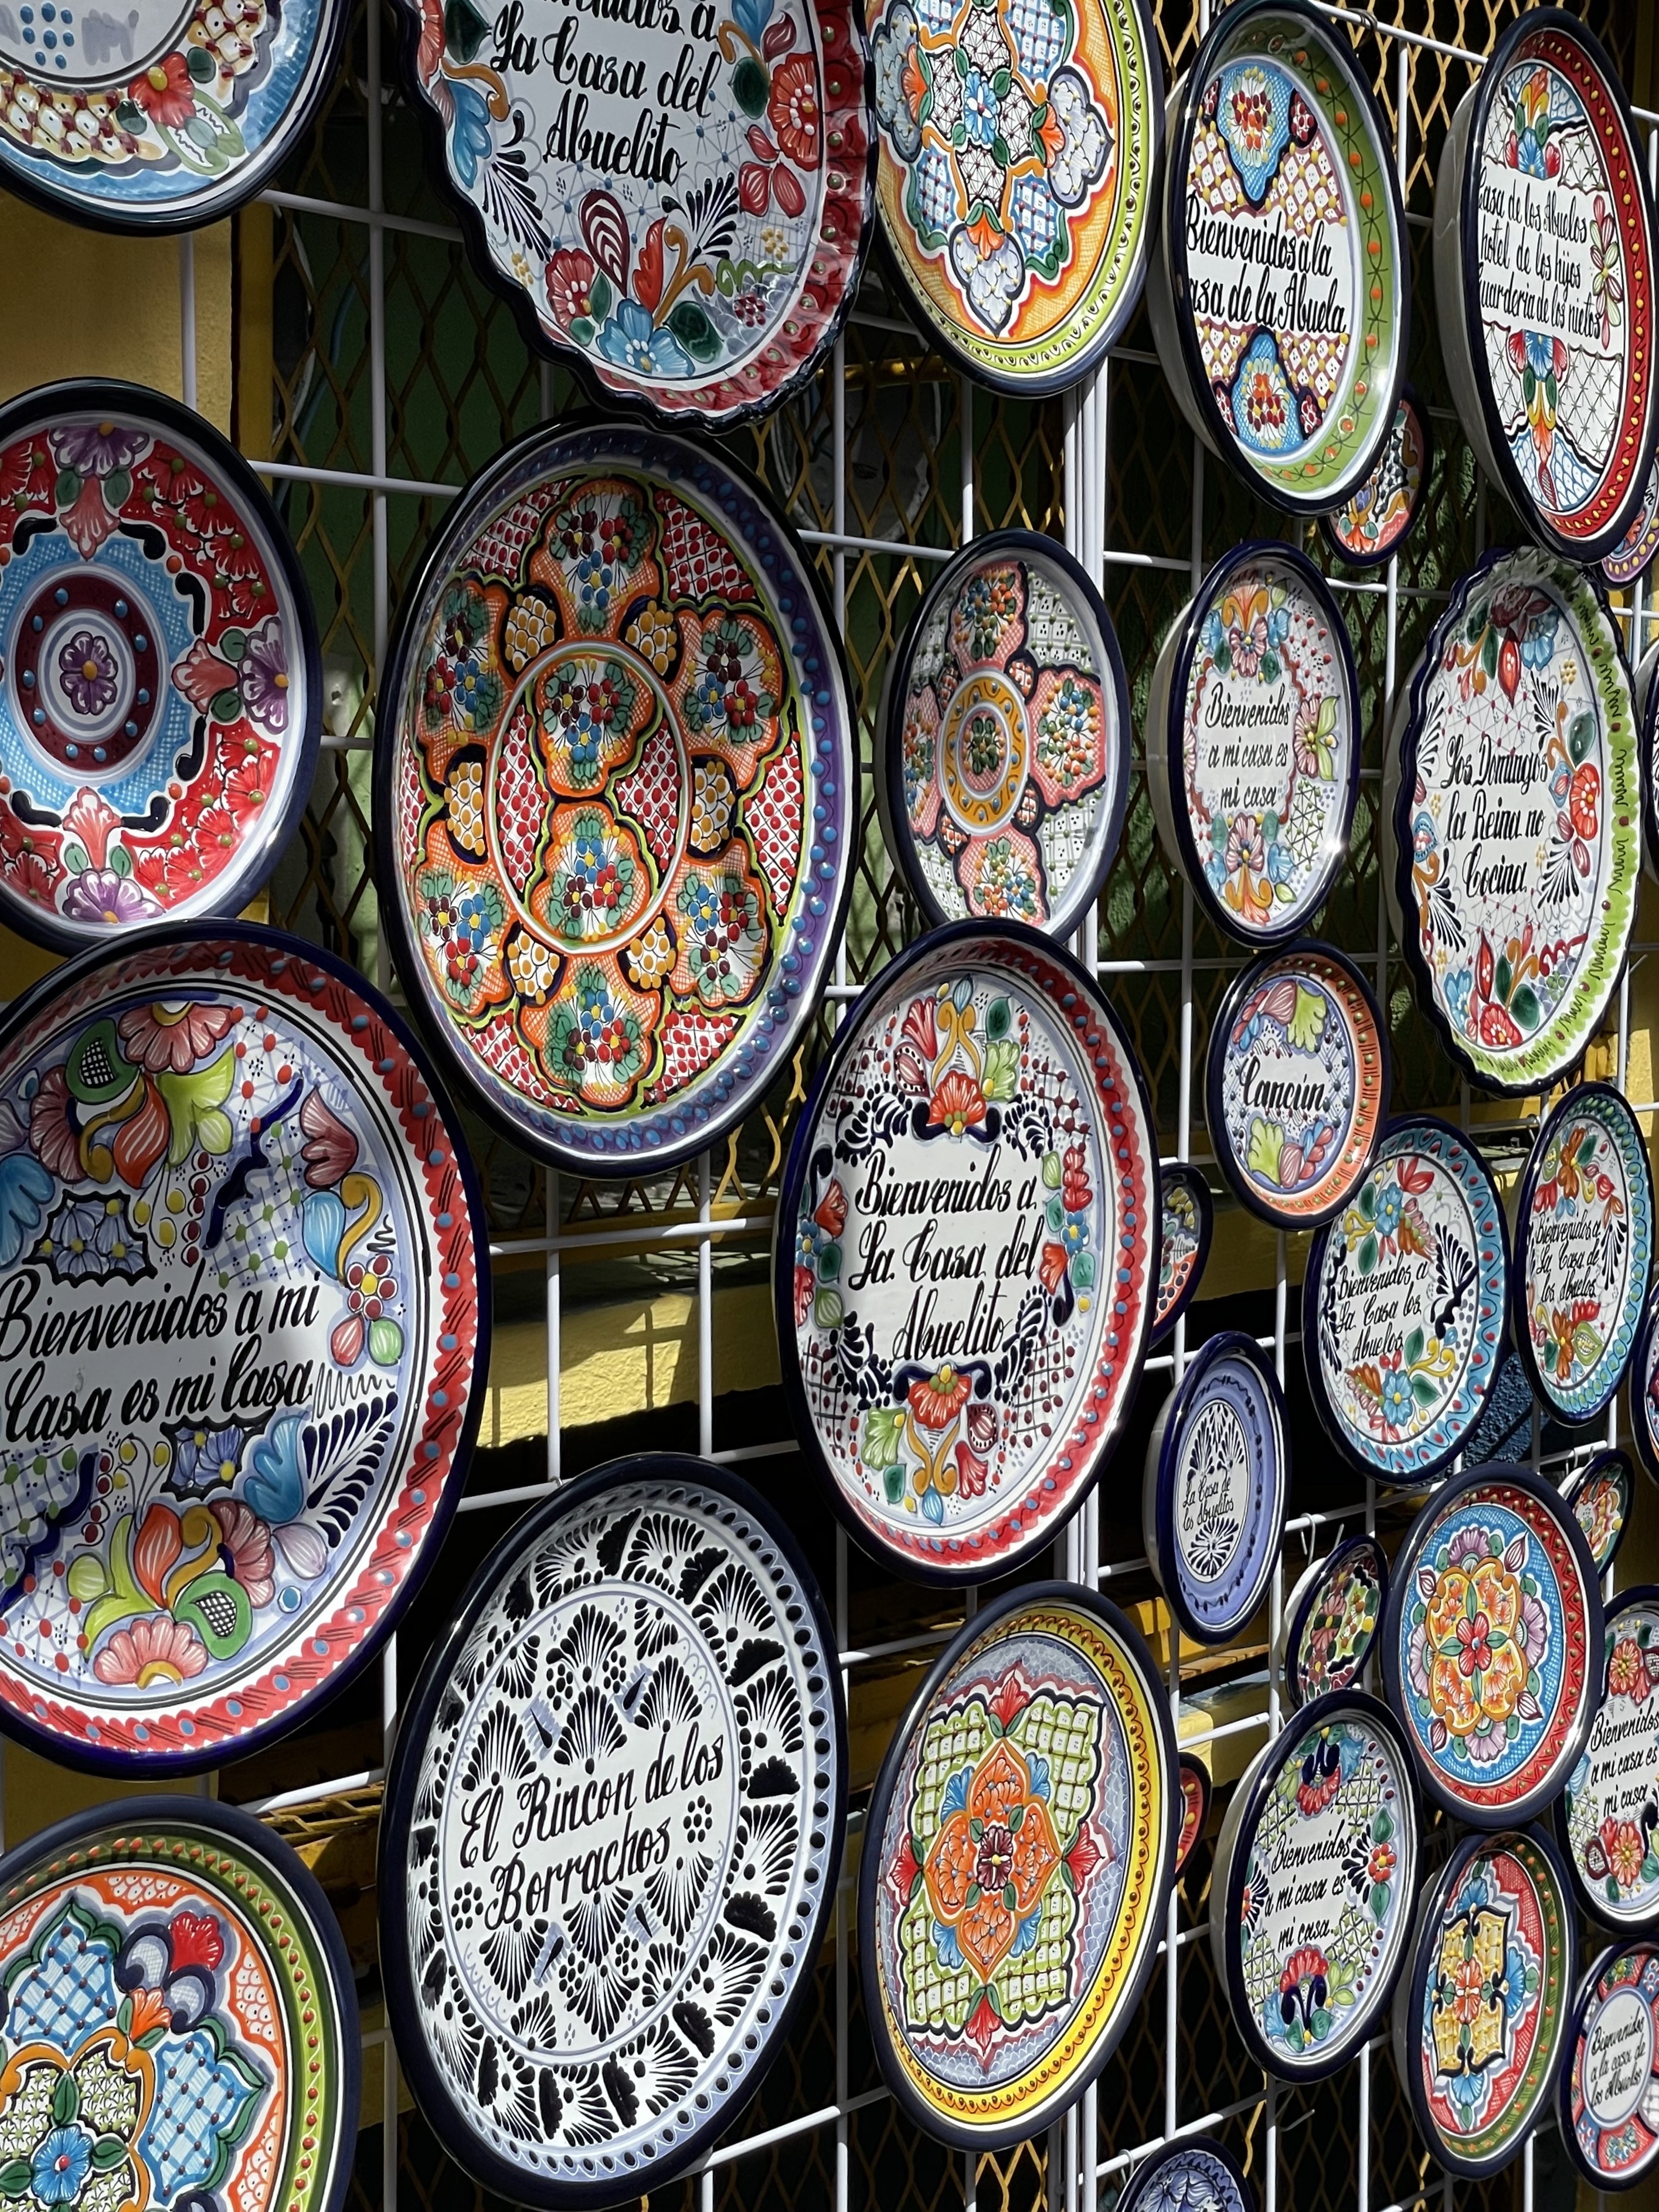 a
La Casa del
Abuelito
Bienvenidos a la
asa de la Abuela
Casa de los Abuelos
hotel de los hijos
Guarderia de los nietos
Bienvenidos
a mi casa es
mi casa
Los Domingos
la Reina no
Cocina
Cancún.
Bienvenidos a mi
Casa es mi Casa
Bienvenidos a
La Casa del
Abuelito
Bienvenidos a
La Casa los
Abuelos
Bienvenidos a
La Casa de
los abuelos
La Casa de
los Abuelitos
El Rincon de los
Borrachos
Bienvenidos
a mi casa es
mi casa.
Bienvenidos
a mi casa es
mi casa
Bienvenidos
a la casa de
los Abuelos